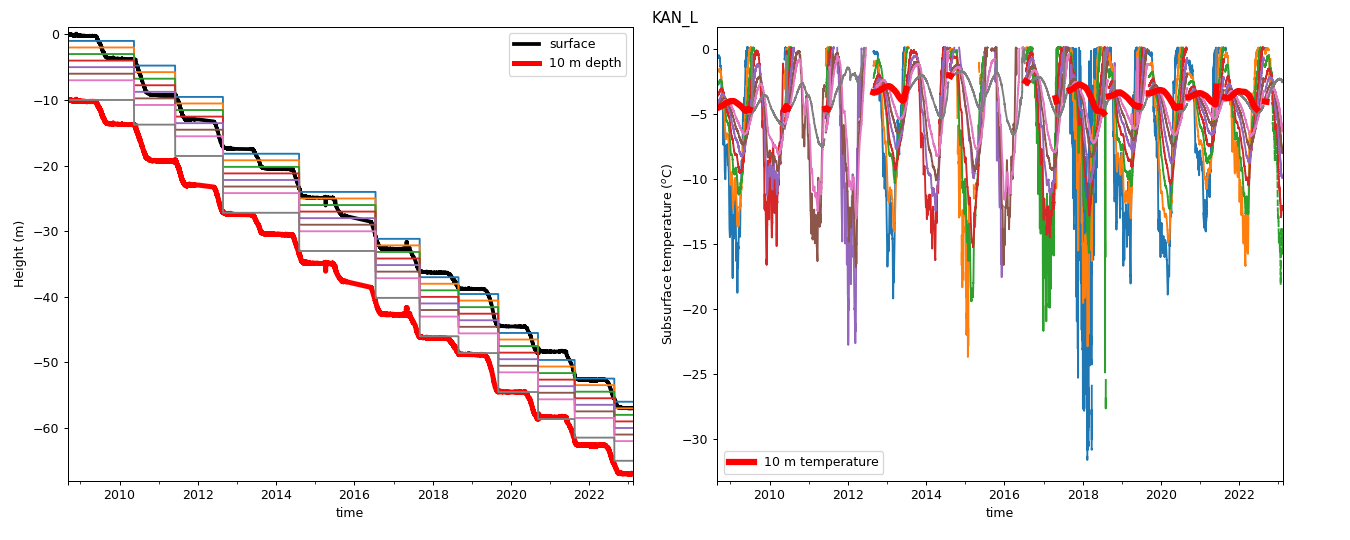 KAN_L
Height (m)
0
−10
−20
−30
−40
−50
−60
surface
10 m depth
2010 2012 2014 2016 2018 2020 2022
time
Subsurface temperature (°C)
0
−5
−10
−15
−20
−25
−30
10 m temperature
2010 2012 2014 2016 2018 2020 2022
time